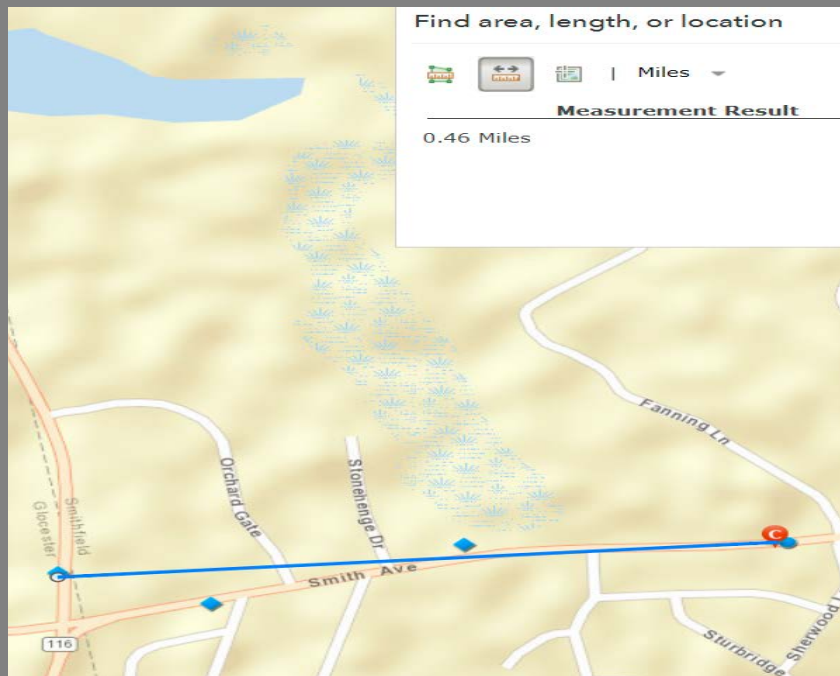 Find area, length, or location
| Miles
Measurement Result
0.46 Miles
Fanning Ln
Orchard Gate
Stonehenge Dr
Smithfield
Glocester
C
Smith Ave
116
Sturbridge
Sherwood